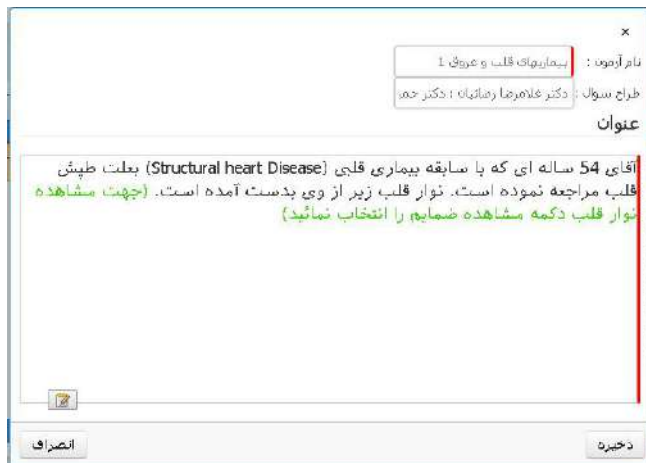 ×
نام آزمون : بیماریهای قلب و عروق 1
طراح سوال : دکتر غلامرضا رضائیان ؛ دکتر
عنوان
آقای 54 ساله ای که با سابقه بیماری قلبی (Structural heart Disease) بعلت طپش
قلب مراجعه نموده است. نوار قلب زیر از وی بدست آمده است. (جهت مشاهده
نوار قلب دکمه مشاهده ضمایم را انتخاب نمائید)
ذخیره
انصراف